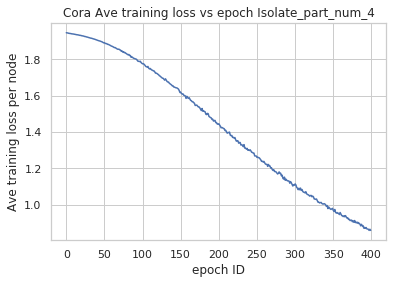 Cora Ave training loss vs epoch Isolate_part_num_4
Ave training loss per node
1.8
1.6
1.4
1.2
1.0
0 50 100 150 200 250 300 350 400
epoch ID